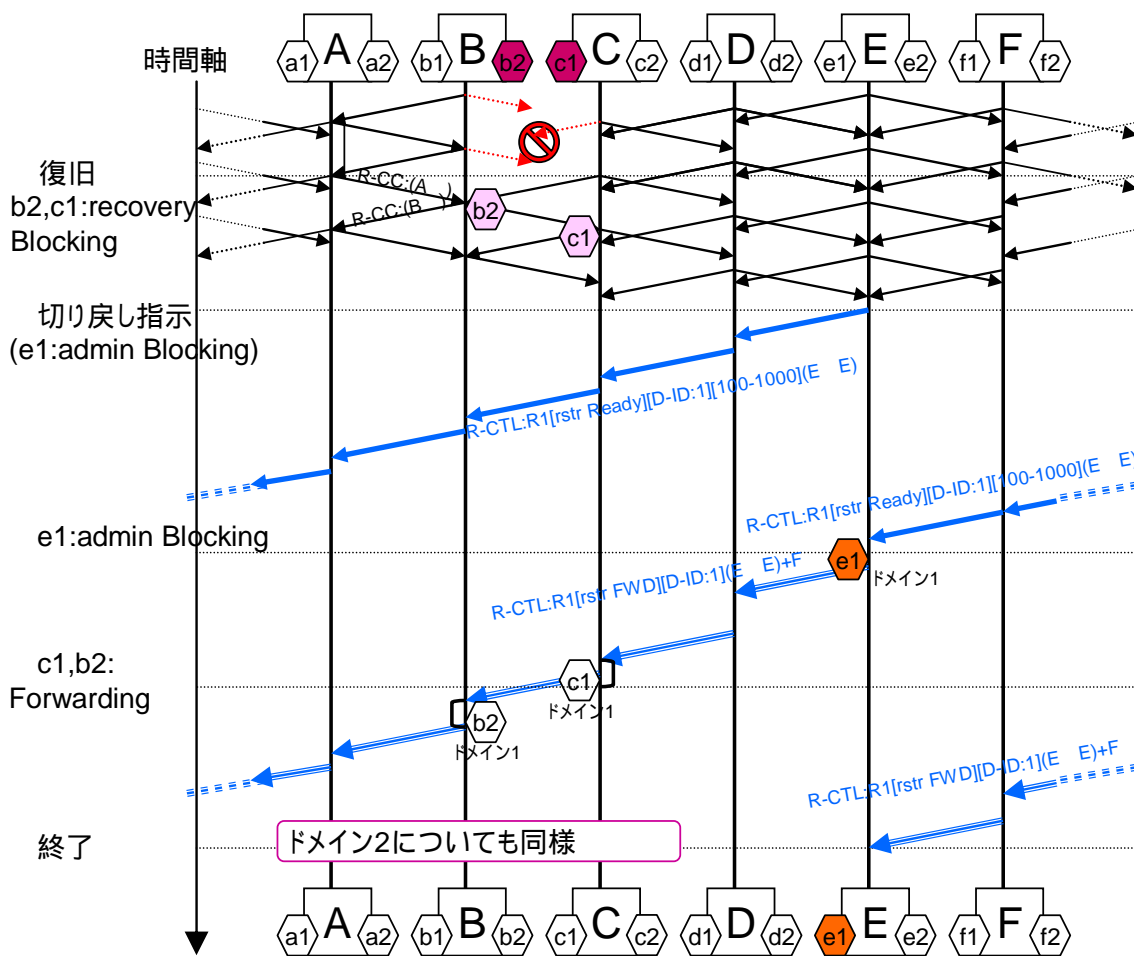 時間軸
a1 A a2 b1 B b2 c1 C c2 d1 D d2 e1 E e2 f1 F f2
復旧
b2,c1:recovery
Blocking
R-CC:(A )
R-CC:(B )
b2
c1
切り戻し指示
(e1:admin Blocking)
R-CTL:R1[rstr Ready][D-ID:1][100-1000](E E)
R-CTL:R1[rstr Ready][D-ID:1][100-1000](E E)
e1:admin Blocking
e1
ドメイン1
R-CTL:R1[rstr FWD][D-ID:1](E E)+F
c1,b2:
Forwarding
c1
ドメイン1
b2
ドメイン1
R-CTL:R1[rstr FWD][D-ID:1](E E)+F
終了
ドメイン2についても同様
a1 A a2 b1 B b2 c1 C c2 d1 D d2 e1 E e2 f1 F f2